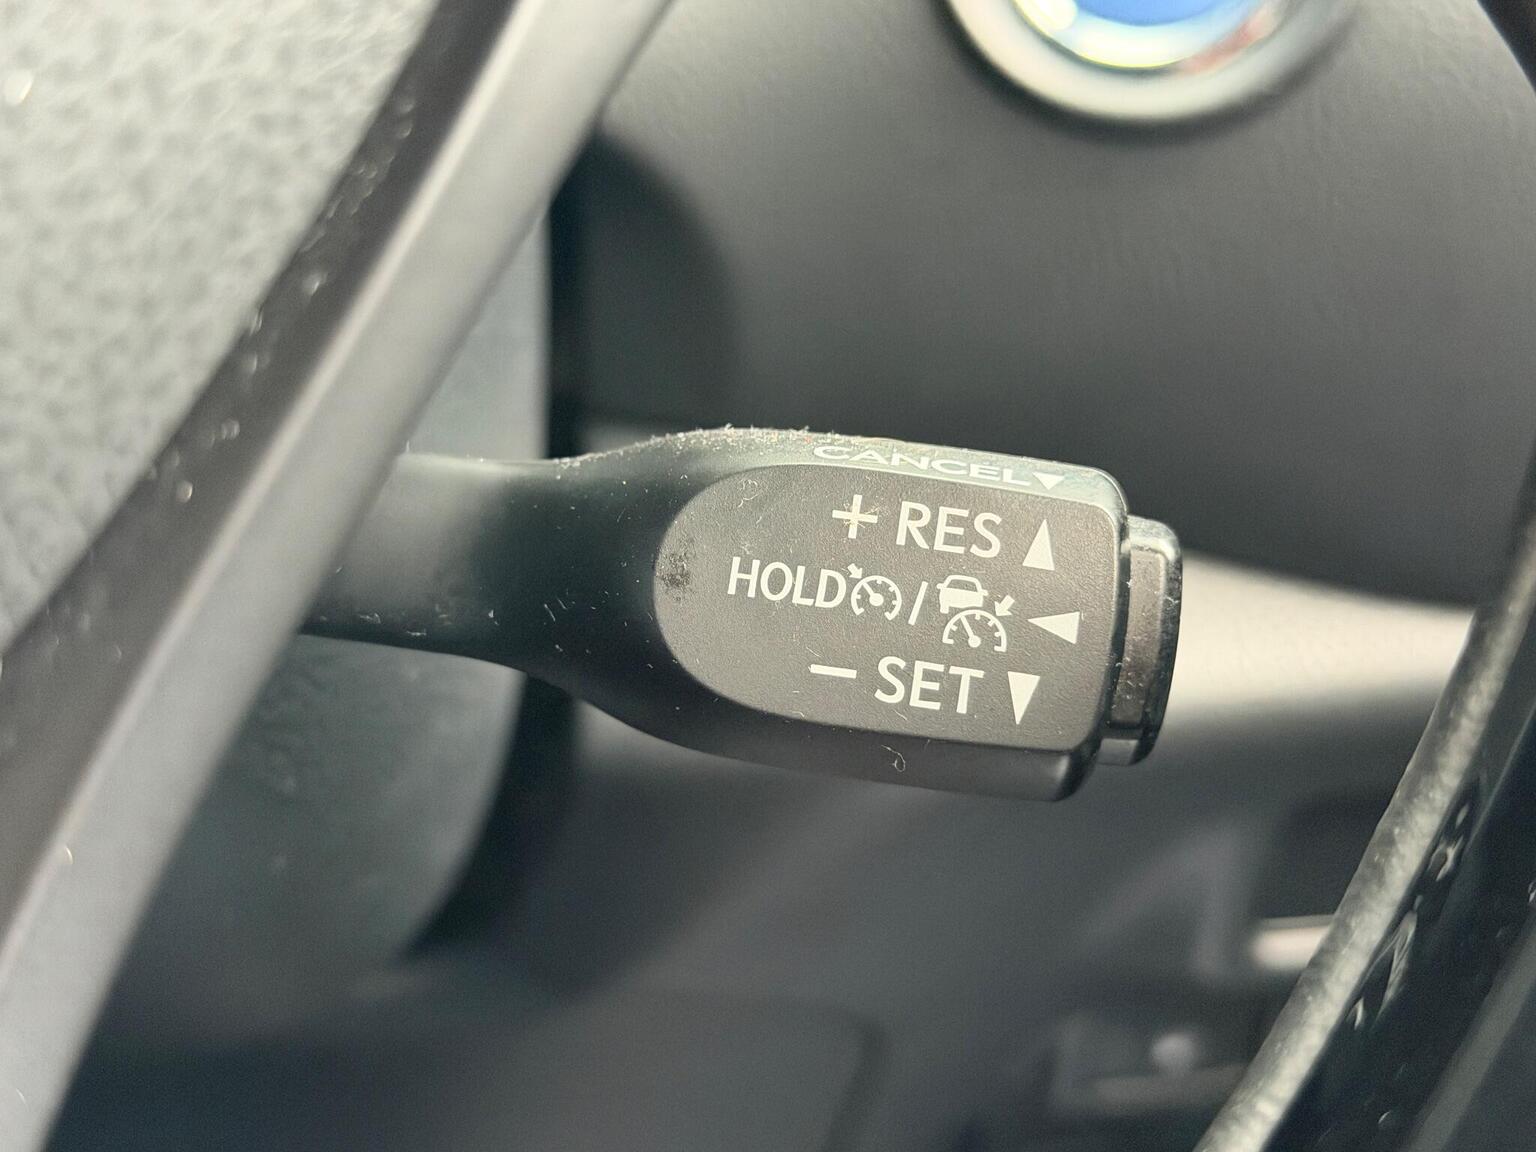 CANCEL
+ RES
HOLD /
− SET